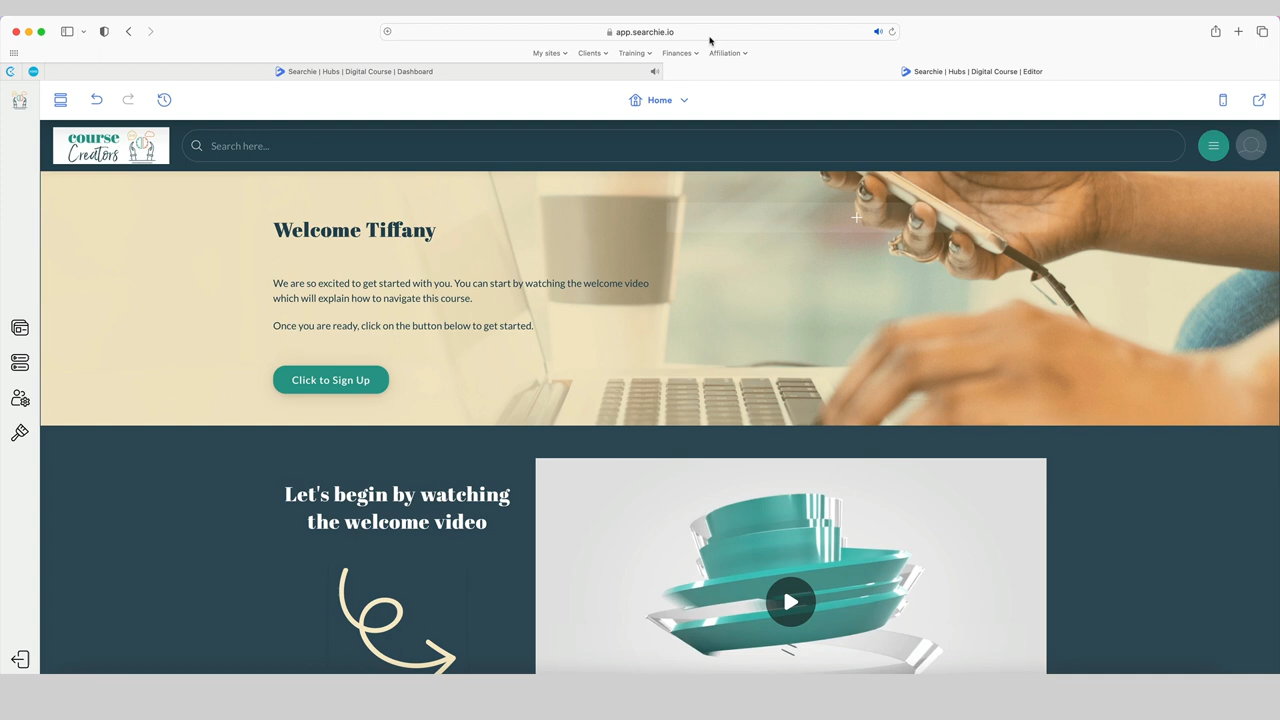 app.searchie.io
My sites Clients Training Finances Affiliation
Searchie | Hubs | Digital Course | Dashboard
Searchie | Hubs | Digital Course | Editor
Home
course
Creators
Search here...
Welcome Tiffany
We are so excited to get started with you. You can start by watching the welcome video
which will explain how to navigate this course.
Once you are ready, click on the button below to get started.
Click to Sign Up
Let's begin by watching
the welcome video